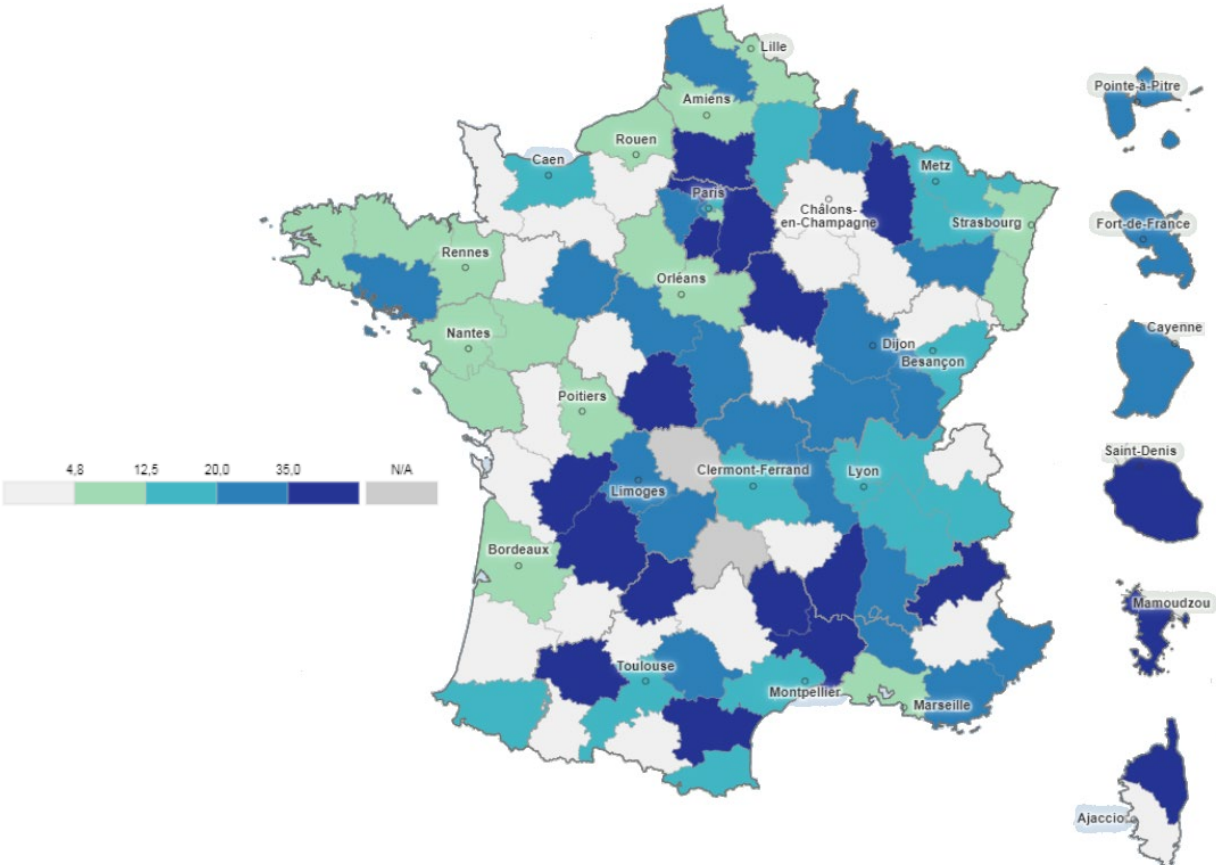 Lille
Pointe-à-Pitre
Amiens
Rouen
Caen
Metz
Paris
Châlons-
en-Champagne
Strasbourg
Fort-de-France
Rennes
Orléans
Nantes
Dijon
Besançon
Cayenne
Poitiers
Saint-Denis
4,8 12,5 20,0 35,0 N/A
Clermont-Ferrand
Lyon
Limoges
Bordeaux
Mamoudzou
Toulouse
Montpellier
Marseille
Ajaccio